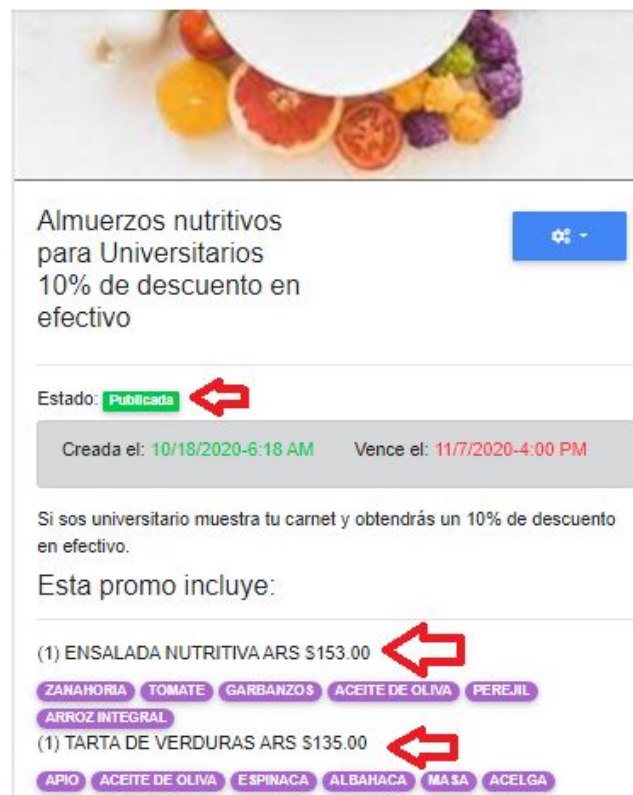 Almuerzos nutritivos
para Universitarios
10% de descuento en
efectivo
Estado: Publicada
Creada el: 10/18/2020-6:18 AM Vence el: 11/7/2020-4:00 PM
Si sos universitario muestra tu carnet y obtendrás un 10% de descuento
en efectivo.
Esta promo incluye:
(1) ENSALADA NUTRITIVA ARS $153.00
ZANAHORIA TOMATE GARBANZOS ACEITE DE OLIVA PEREJIL
ARROZ INTEGRAL
(1) TARTA DE VERDURAS ARS $135.00
APIO ACEITE DE OLIVA ESPINACA ALBAHACA MASA ACELGA